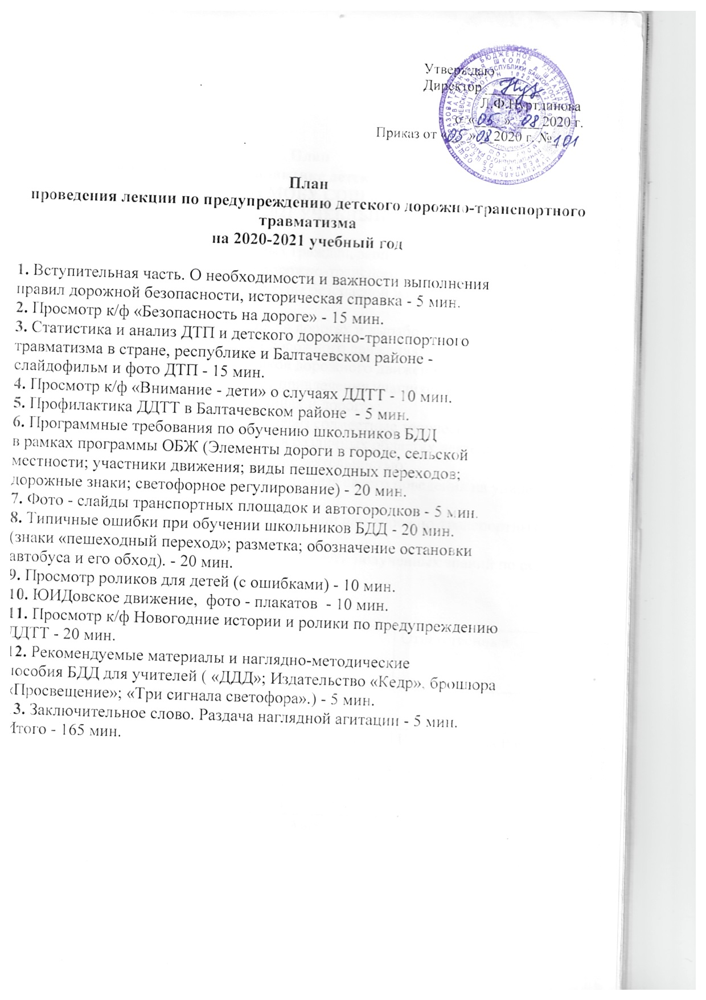 Утверждаю
Директор
Л.Ф.Нуртдинова
о «05 » 08 2020 г.
Приказ от «05 » 08 2020 г. № 101
План
проведения лекции по предупреждению детского дорожно-транспортного
травматизма
на 2020-2021 учебный год
1. Вступительная часть. О необходимости и важности выполнения
правил дорожной безопасности, историческая справка - 5 мин.
2. Просмотр к/ф «Безопасность на дороге» - 15 мин.
3. Статистика и анализ ДТП и детского дорожно-транспортного
травматизма в стране, республике и Балтачевском районе -
слайдофильм и фото ДТП - 15 мин.
4. Просмотр к/ф «Внимание - дети» о случаях ДДТТ - 10 мин.
5. Профилактика ДДТТ в Балтачевском районе - 5 мин.
6. Программные требования по обучению школьников БДД
в рамках программы ОБЖ (Элементы дороги в городе, сельской
местности; участники движения; виды пешеходных переходов;
дорожные знаки; светофорное регулирование) - 20 мин.
7. Фото - слайды транспортных площадок и автогородков - 5 мин.
8. Типичные ошибки при обучении школьников БДД - 20 мин.
(знаки «пешеходный переход»; разметка; обозначение остановки
автобуса и его обход). - 20 мин.
9. Просмотр роликов для детей (с ошибками) - 10 мин.
10. ЮИДовское движение, фото - плакатов - 10 мин.
11. Просмотр к/ф Новогодние истории и ролики по предупреждению
ДДТТ - 20 мин.
12. Рекомендуемые материалы и наглядно-методические
пособия БДД для учителей ( «ДДД»; Издательство «Кедр», брошюра
«Просвещение»; «Три сигнала светофора».) - 5 мин.
3. Заключительное слово. Раздача наглядной агитации - 5 мин.
Итого - 165 мин.